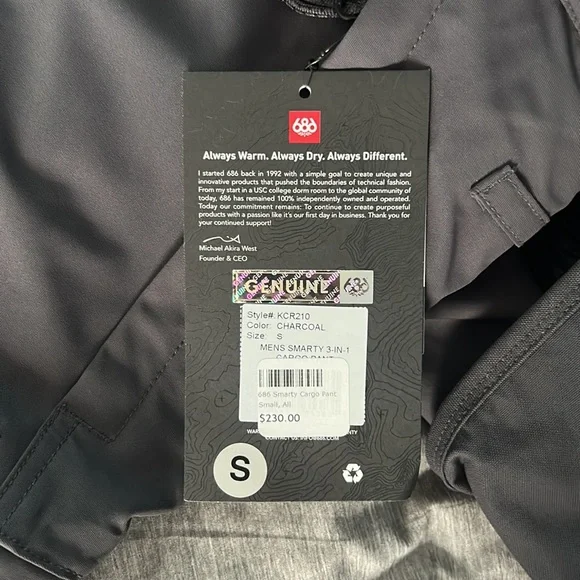 686
Always Warm. Always Dry. Always Different.
I started 686 back in 1992 with a simple goal to create unique and
innovative products that pushed the boundaries of technical fashion.
From my start in a USC college dorm room to the global community of
today, 686 has remained 100% independently owned and operated.
Today our commitment remains: To continue to create purposeful
products with a passion like it's our first day in business. Thank you for
your continued support!
Michael Akira West
Founder & CEO
GENUINE 686
Style#: KCR210
Color: CHARCOAL
Size: S
MENS SMARTY 3-IN-1
CARGO PANT
686 Smarty Cargo Pant
Small, All
$230.00
S